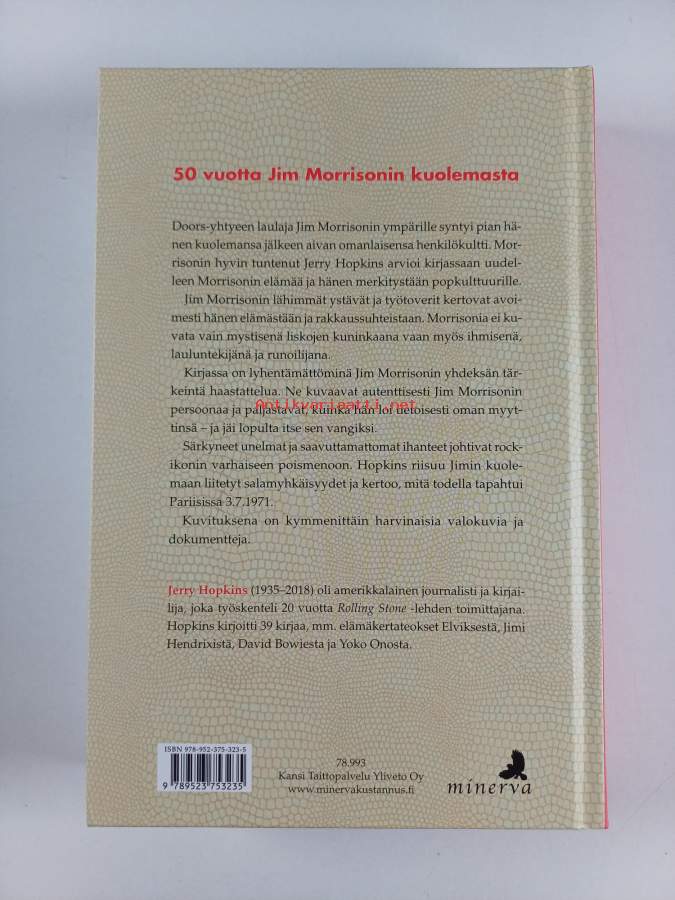 50 vuotta Jim Morrisonin kuolemasta
Doors-yhtyeen laulaja Jim Morrisonin ympärille syntyi pian hä-
nen kuolemansa jälkeen aivan omanlaisensa henkilökultti. Mor-
risonin hyvin tuntenut Jerry Hopkins arvioi kirjassaan uudel-
leen Morrisonin elämää ja hänen merkitystään popkulttuurille.
Jim Morrisonin lähimmät ystävät ja työtoverit kertovat avoi-
mesti hänen elämästään ja rakkaussuhteistaan. Morrisonia ei ku-
vata vain mystisenä liskojen kuninkaana vaan myös ihmisenä,
lauluntekijänä ja runoilijana.
Kirjassa on lyhentämättöminä Jim Morrisonin yhdeksän tär-
keintä haastattelua. Ne kuvaavat autenttisesti Jim Morrisonin
Antikvariaatti.net
persoonaa ja paljastavat, kuinka hän loi tietoisesti oman myyt-
tinsä – ja jäi lopulta itse sen vangiksi.
Särkyneet unelmat ja saavuttamattomat ihanteet johtivat rock-
ikonin varhaiseen poismenoon. Hopkins riisuu Jimin kuole-
maan liitetyt salamyhkäisyydet ja kertoo, mitä todella tapahtui
Pariisissa 3.7.1971.
Kuvituksena on kymmenittäin harvinaisia valokuvia ja
dokumentteja.
Jerry Hopkins (1935–2018) oli amerikkalainen journalisti ja kirjai-
lija, joka työskenteli 20 vuotta Rolling Stone -lehden toimittajana.
Hopkins kirjoitti 39 kirjaa, mm. elämäkertateokset Elviksestä, Jimi
Hendrixistä, David Bowiesta ja Yoko Onosta.
ISBN 978-952-375-323-5
9 789523 753235
78.993
Kansi Taittopalvelu Yliveto Oy
www.minervakustannus.fi
minerva